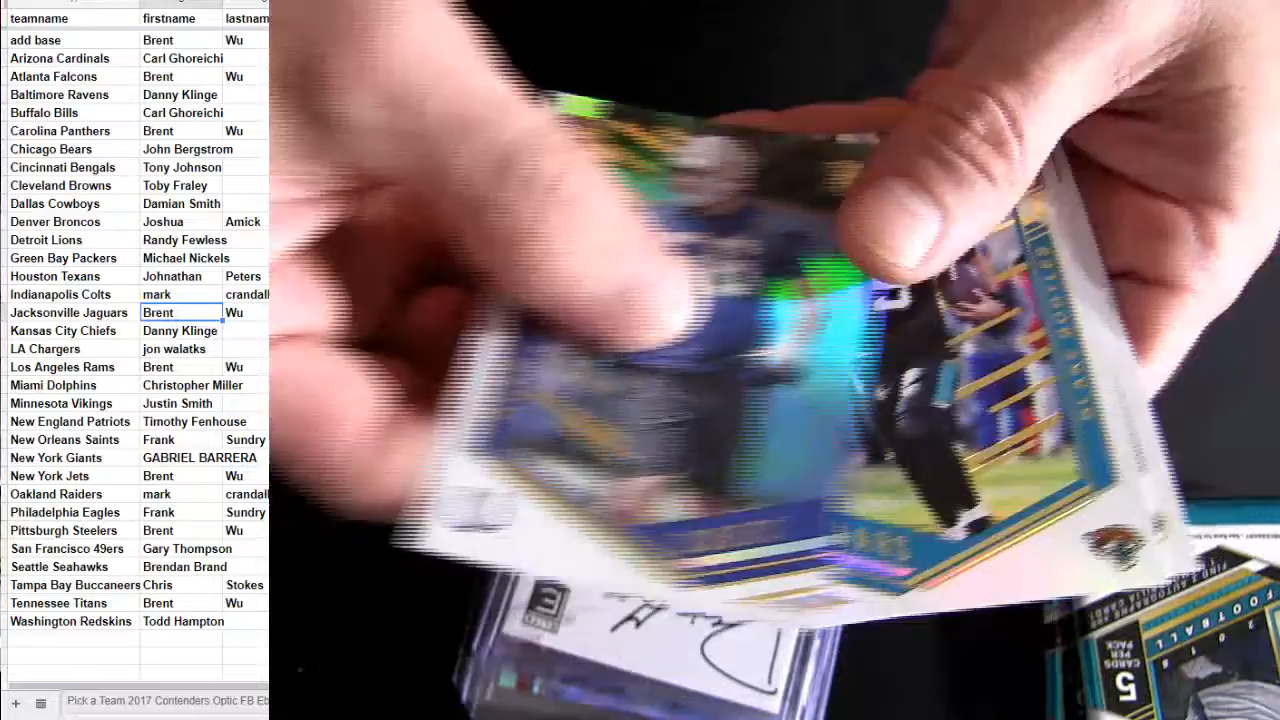 teamname firstname lastnam
add base Brent Wu
Arizona Cardinals Carl Ghoreichi
Atlanta Falcons Brent Wu
Baltimore Ravens Danny Klinge
Buffalo Bills Carl Ghoreichi
Carolina Panthers Brent Wu
Chicago Bears John Bergstrom
Cincinnati Bengals Tony Johnson
Cleveland Browns Toby Fraley
Dallas Cowboys Damian Smith
Denver Broncos Joshua Amick
Detroit Lions Randy Fewless
Green Bay Packers Michael Nickels
Houston Texans Johnathan Peters
Indianapolis Colts mark crandall
Jacksonville Jaguars Brent Wu
Kansas City Chiefs Danny Klinge
LA Chargers jon walatks
Los Angeles Rams Brent Wu
Miami Dolphins Christopher Miller
Minnesota Vikings Justin Smith
New England Patriots Timothy Fenhouse
New Orleans Saints Frank Sundry
New York Giants GABRIEL BARRERA
New York Jets Brent Wu
Oakland Raiders mark crandall
Philadelphia Eagles Frank Sundry
Pittsburgh Steelers Brent Wu
San Francisco 49ers Gary Thompson
Seattle Seahawks Brendan Brand
Tampa Bay Buccaneers Chris Stokes
Tennessee Titans Brent Wu
Washington Redskins Todd Hampton
Pick a Team 2017 Contenders Optic FB Eb
FOOTBALL
2018
5
CARDS
PER
PACK